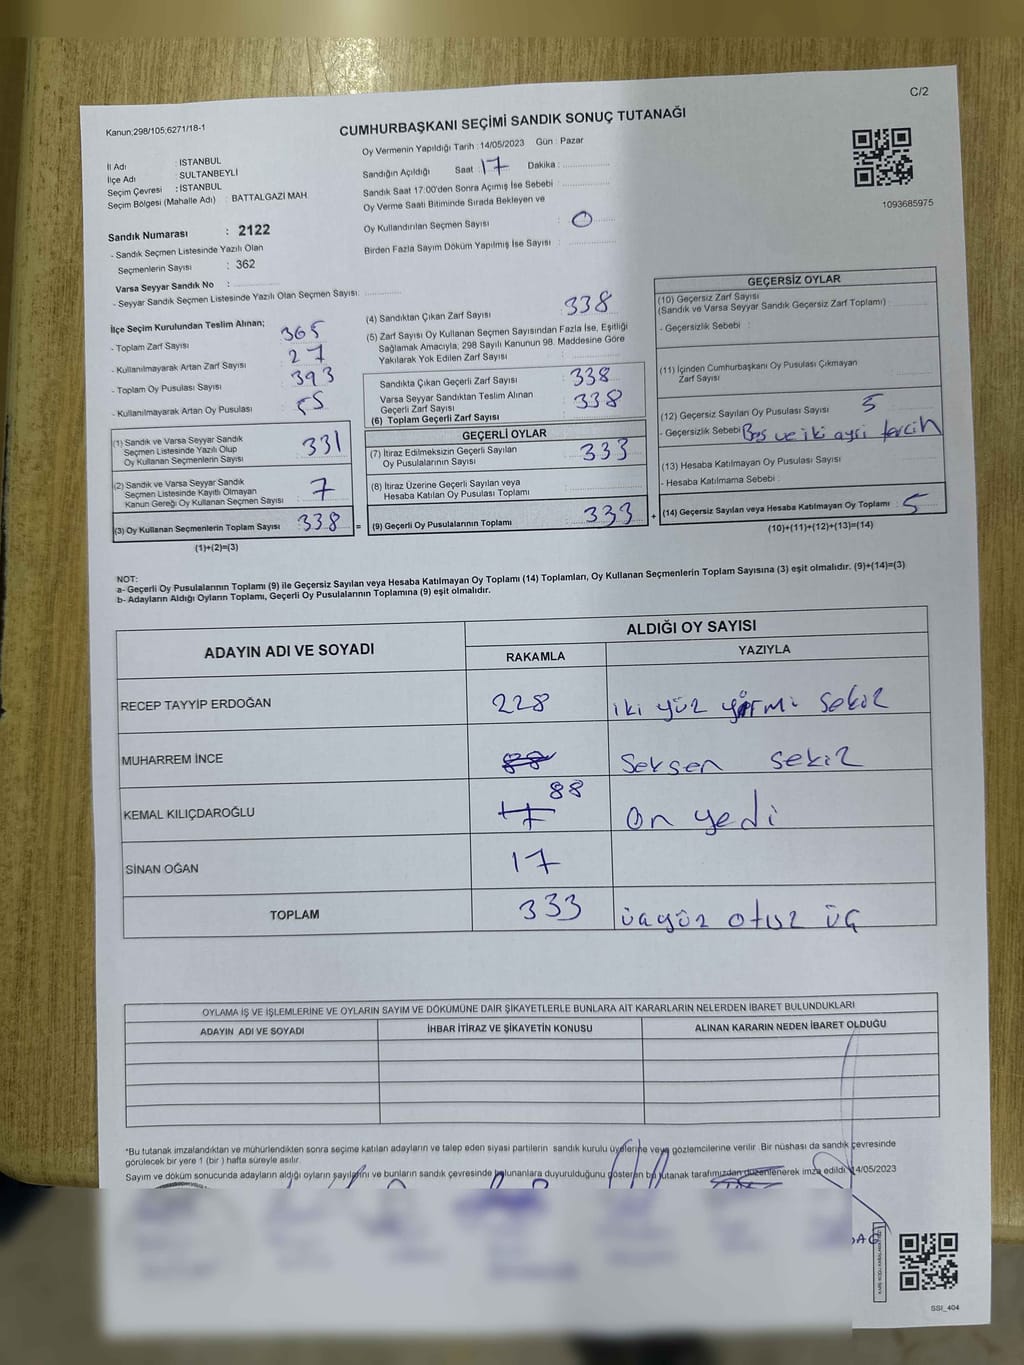 C/2
Kanun;298/105;6271/18-1
CUMHURBAŞKANI SEÇİMİ SANDIK SONUÇ TUTANAĞI
İl Adı : İSTANBUL
İlçe Adı : SULTANBEYLİ
Seçim Çevresi : İSTANBUL
Seçim Bölgesi (Mahalle Adı) : BATTALGAZİ MAH
Sandık Numarası : 2122
- Sandık Seçmen Listesinde Yazılı Olan
Seçmenlerin Sayısı : 362
Varsa Seyyar Sandık No :
- Seyyar Sandık Seçmen Listesinde Yazılı Olan Seçmen Sayısı:
Oy Vermenin Yapıldığı Tarih : 14/05/2023 Gün : Pazar
Sandığın Açıldığı Saat 17 Dakika :
Sandık Saat 17:00'den Sonra Açmış İse Sebebi :
Oy Verme Saati Bitiminde Sırada Bekleyen ve
Oy Kullandırılan Seçmen Sayısı : 0
Birden Fazla Sayım Döküm Yapılmış İse Sayısı :
1093685975
İlçe Seçim Kurulundan Teslim Alınan;
- Toplam Zarf Sayısı : 365
- Kullanılmayarak Artan Zarf Sayısı : 27
- Toplam Oy Pusulası Sayısı : 393
- Kullanılmayarak Artan Oy Pusulası : 55
(1) Sandık ve Varsa Seyyar Sandık
Seçmen Listesinde Yazılı Olup
Oy Kullanan Seçmenlerin Sayısı : 331
(2) Sandık ve Varsa Seyyar Sandık
Seçmen Listesinde Kayıtlı Olmayan
Kanun Gereği Oy Kullanan Seçmen Sayısı : 7
(3) Oy Kullanan Seçmenlerin Toplam Sayısı : 338 =
(1)+(2)=(3)
(4) Sandıktan Çıkan Zarf Sayısı : 338
(5) Zarf Sayısı Oy Kullanan Seçmen Sayısından Fazla İse, Eşitliği
Sağlamak Amacıyla; 298 Sayılı Kanunun 98. Maddesine Göre
Yakılarak Yok Edilen Zarf Sayısı :
Sandıkta Çıkan Geçerli Zarf Sayısı : 338
Varsa Seyyar Sandıktan Teslim Alınan
Geçerli Zarf Sayısı : 338
(6) Toplam Geçerli Zarf Sayısı
GEÇERLİ OYLAR
(7) İtiraz Edilmeksizin Geçerli Sayılan
Oy Pusulalarının Sayısı : 333
(8) İtiraz Üzerine Geçerli Sayılan veya
Hesaba Katılan Oy Pusulası Toplamı :
(9) Geçerli Oy Pusulalarının Toplamı : 333 +
GEÇERSİZ OYLAR
(10) Geçersiz Zarf Sayısı
(Sandık ve Varsa Seyyar Sandık Geçersiz Zarf Toplamı) :
- Geçersizlik Sebebi :
(11) İçinden Cumhurbaşkanı Oy Pusulası Çıkmayan
Zarf Sayısı
(12) Geçersiz Sayılan Oy Pusulası Sayısı 5
- Geçersizlik Sebebi Boş ve iki ayrı tercih
(13) Hesaba Katılmayan Oy Pusulası Sayısı
- Hesaba Katılmama Sebebi :
(14) Geçersiz Sayılan veya Hesaba Katılmayan Oy Toplamı : 5
(10)+(11)+(12)+(13)=(14)
NOT:
a- Geçerli Oy Pusulalarının Toplamı (9) ile Geçersiz Sayılan veya Hesaba Katılmayan Oy Toplamı (14) Toplamları, Oy Kullanan Seçmenlerin Toplam Sayısına (3) eşit olmalıdır. (9)+(14)=(3)
b- Adayların Aldığı Oyların Toplamı, Geçerli Oy Pusulalarının Toplamına (9) eşit olmalıdır.
ADAYIN ADI VE SOYADI
ALDIĞI OY SAYISI
RAKAMLA YAZIYLA
RECEP TAYYİP ERDOĞAN 228 iki yüz yirmi sekiz
MUHARREM İNCE 88 Seksen sekiz
KEMAL KILIÇDAROĞLU 17 88 On yedi
SİNAN OĞAN 17
TOPLAM 333 üçyüz otuz üç
OYLAMA İŞ VE İŞLEMLERİNE VE OYLARIN SAYIM VE DÖKÜMÜNE DAİR ŞİKAYETLERLE BUNLARA AİT KARARLARIN NELERDEN İBARET BULUNDUKLARI
ADAYIN ADI VE SOYADI İHBAR İTİRAZ VE ŞİKAYETİN KONUSU ALINAN KARARIN NEDEN İBARET OLDUĞU
*Bu tutanak imzalandıktan ve mühürlendikten sonra seçime katılan adayların ve talep eden siyasi partilerin sandık kurulu üyelerine veya gözlemcilerine verilir. Bir nüshası da sandık çevresinde
görülecek bir yere 1 (bir) hafta süreyle asılır.
Sayım ve döküm sonucunda adayların aldığı oyların sayılarını ve bunların sandık çevresinde bulunanlara duyurulduğunu gösteren bu tutanak tarafımızdan düzenlenerek imza edildi. 14/05/2023
SSI_404